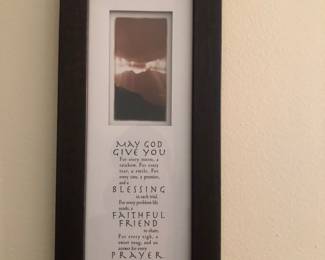 MAY GOD
GIVE YOU
For every storm, a
rainbow. For every
tear, a smile. For
every care, a promise,
and a
BLESSING
in each trial.
For every problem life
sends, a
FAITHFUL
FRIEND
to share,
For every sigh, a
sweet song, and an
answer for every
PRAYER